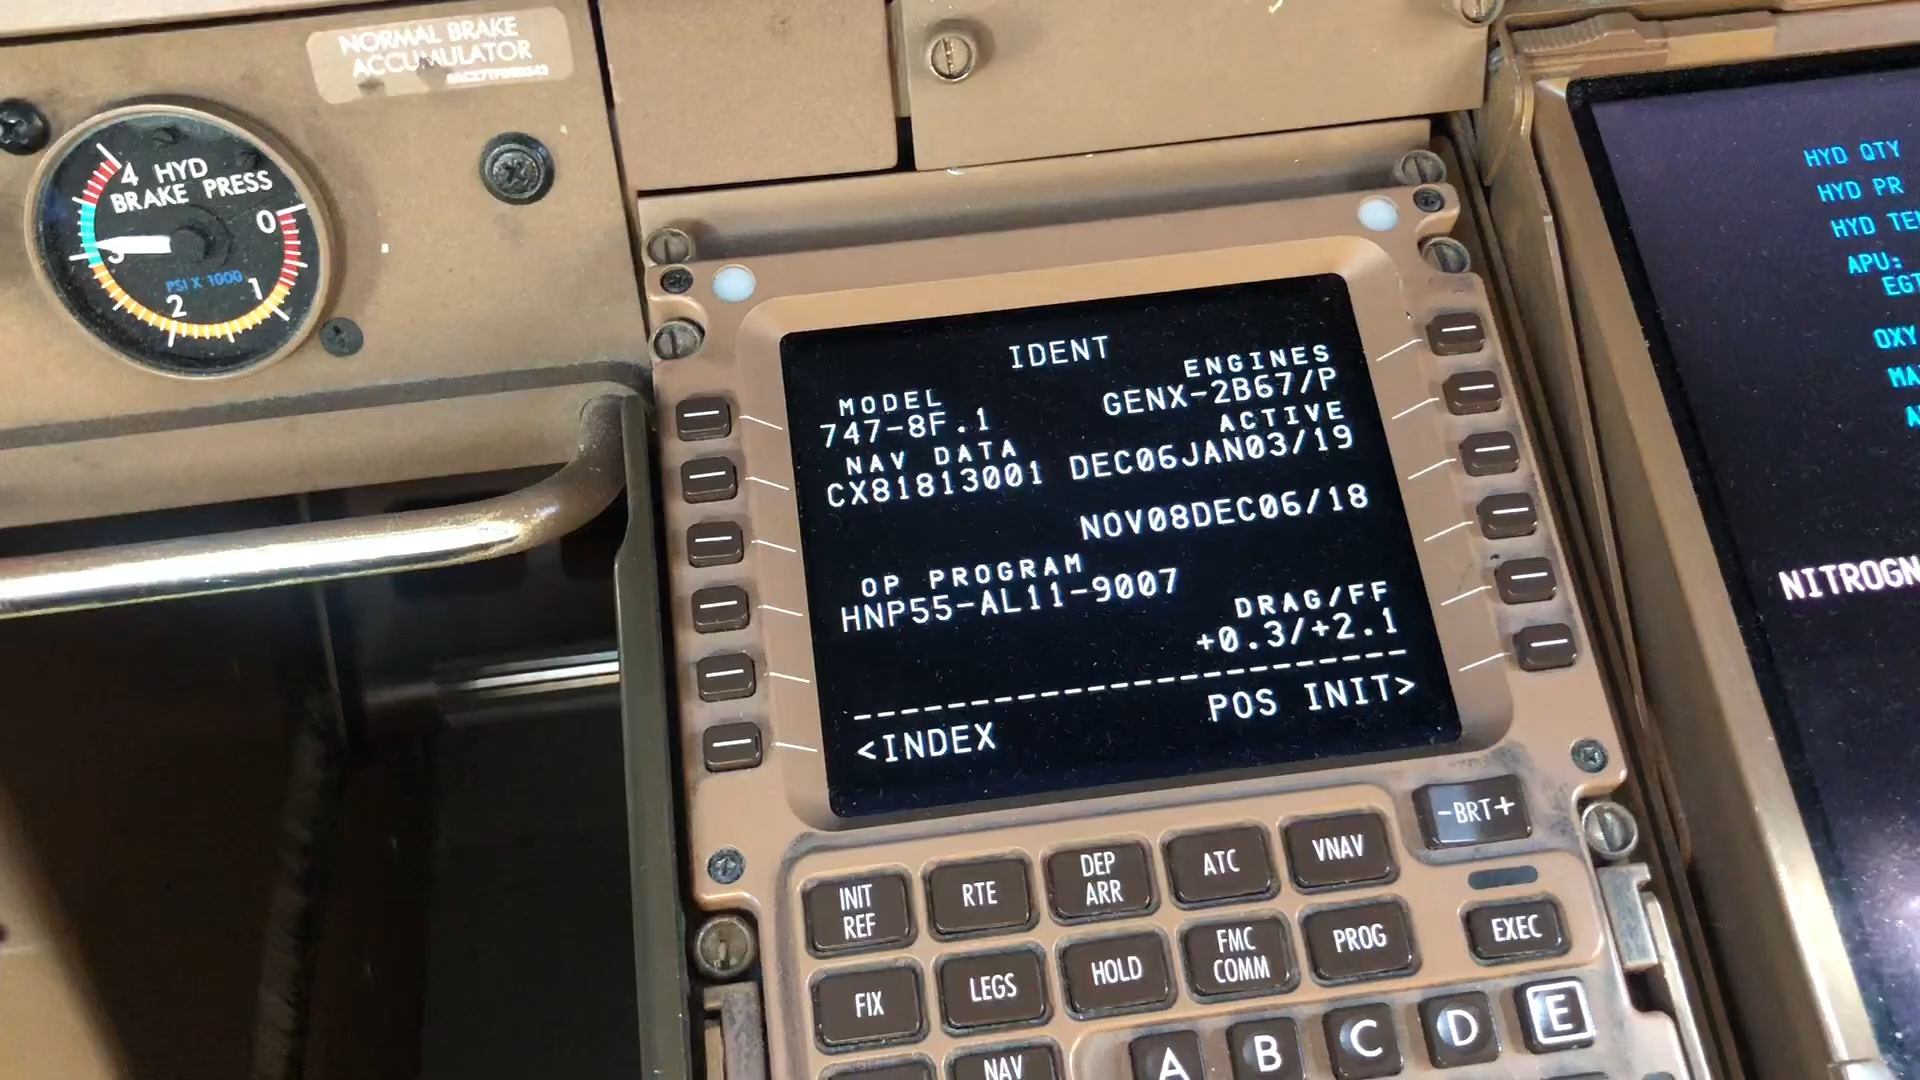 NORMAL BRAKE
ACCUMULATOR
4 HYD
BRAKE PRESS
0
3
PSI X 1000
2
1
IDENT
MODEL
ENGINES
747-8F.1
GENX-2B67/P
NAV DATA
ACTIVE
CX81813001
DEC06JAN03/19
NOV08DEC06/18
OP PROGRAM
HNP55-AL11-9007
DRAG/FF
+0.3/+2.1
------------------------
<INDEX
POS INIT>
-BRT+
INIT
REF
RTE
DEP
ARR
ATC
VNAV
FIX
LEGS
HOLD
FMC
COMM
PROG
EXEC
NAV
A
B
C
D
E
HYD QTY
HYD PR
HYD TE
APU:
EGT
OXY
MA
NITROGN